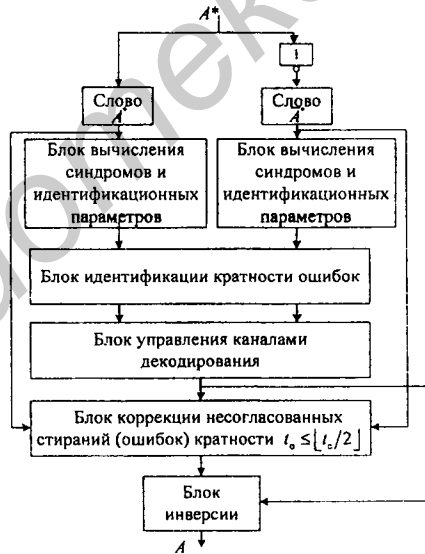 A*
1
Слово
A*
Слово
A*
Блок вычисления
синдромов и
идентификационных
параметров
Блок вычисления
синдромов и
идентификационных
параметров
Блок идентификации кратности ошибок
Блок управления каналами
декодирования
Блок коррекции несогласованных
стираний (ошибок) кратности t₀ ≤ ⌊t_c/2⌋
Блок
инверсии
A